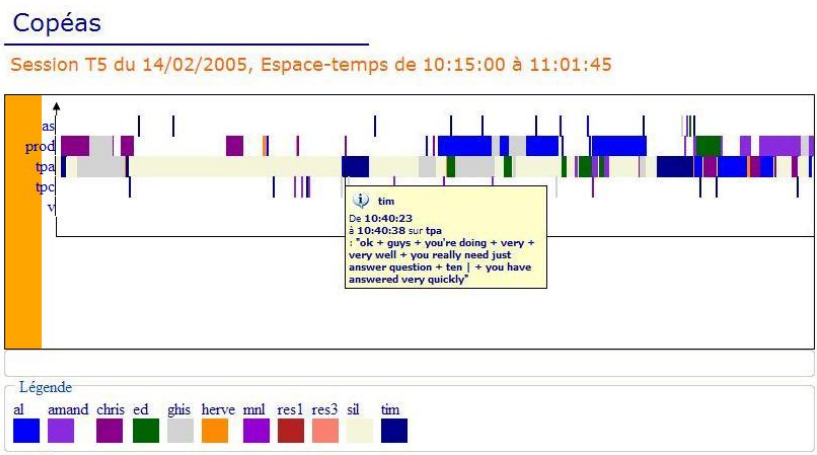 Copéas
Session T5 du 14/02/2005, Espace-temps de 10:15:00 à 11:01:45
as
prod
tpa
tpc
v
tim
De 10:40:23
à 10:40:38 sur tpa
: "ok + guys + you're doing + very +
very well + you really need just
answer question + ten | + you have
answered very quickly"
Légende
al amand chris ed ghis herve mnl res1 res3 sil tim